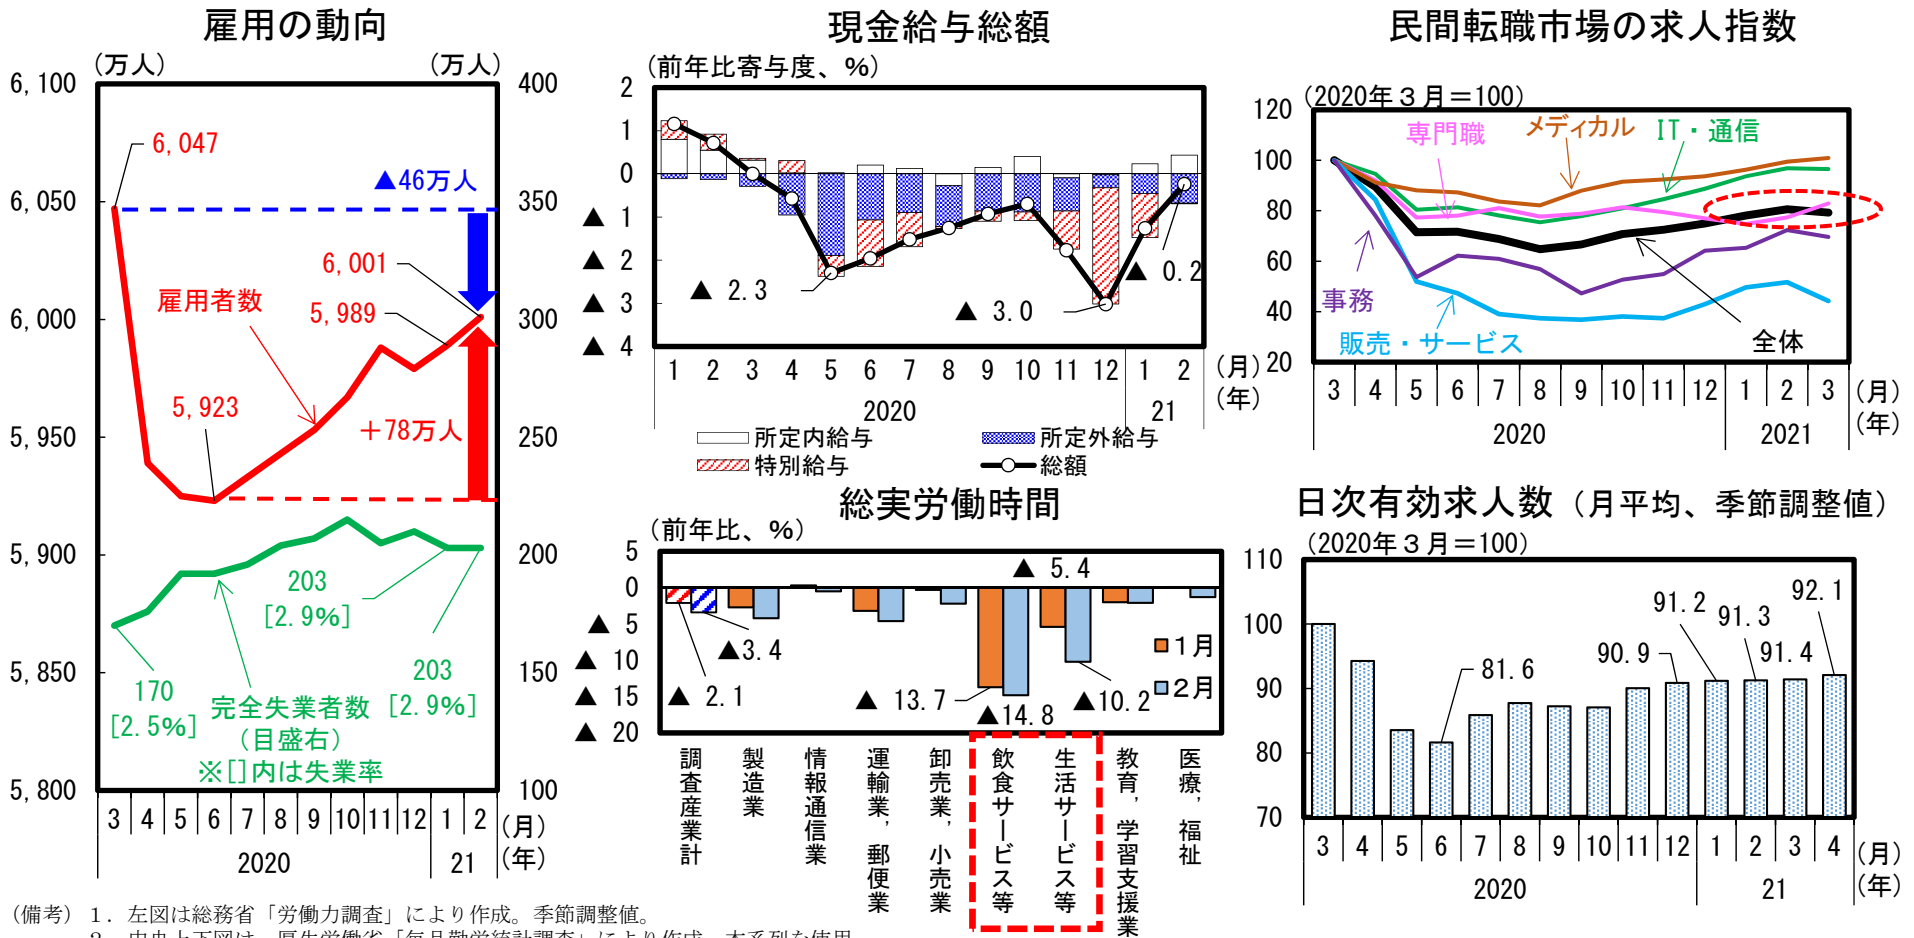 雇用の動向
(万人)
(万人)
6,100
6,050
6,000
5,950
5,900
5,850
5,800
400
350
300
250
200
150
100
6,047
▲46万人
6,001
雇用者数
5,989
5,923
+78万人
203
[2.9%]
170
[2.5%]
203
[2.9%]
完全失業者数
(目盛右)
※[]内は失業率
3 4 5 6 7 8 9 10 11 12 1 2 (月)
2020 21 (年)
現金給与総額
(前年比寄与度、%)
2
1
0
▲ 1
▲ 2
▲ 3
▲ 4
▲ 2.3
▲ 3.0
▲ 0.2
1 2 3 4 5 6 7 8 9 10 11 12 1 2 (月)
2020 21 (年)
所定内給与 所定外給与
特別給与 総額
総実労働時間
(前年比、%)
5
0
▲ 5
▲ 10
▲ 15
▲ 20
▲ 5.4
▲3.4
▲ 2.1
▲ 13.7
▲14.8
▲10.2
1月
2月
調査産業計
製造業
情報通信業
運輸業,郵便業
卸売業,小売業
飲食サービス等
生活サービス等
教育,学習支援業
医療,福祉
民間転職市場の求人指数
(2020年3月=100)
120
100
80
60
40
20
専門職
メディカル
IT・通信
事務
販売・サービス
全体
3 4 5 6 7 8 9 10 11 12 1 2 3 (月)
2020 2021 (年)
日次有効求人数(月平均、季節調整値)
(2020年3月=100)
110
100
90
80
70
81.6
90.9
91.2
91.3
91.4
92.1
3 4 5 6 7 8 9 10 11 12 1 2 3 4 (月)
2020 21 (年)
(備考)1.左図は総務省「労働力調査」により作成。季節調整値。